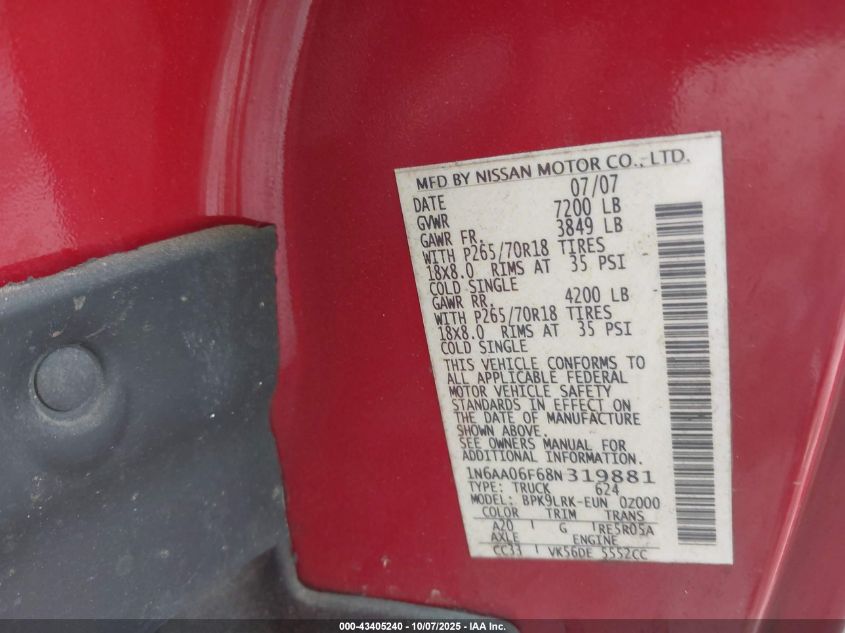 MFD BY NISSAN MOTOR CO., LTD.
DATE 07/07
GVWR 7200 LB
GAWR FR. 3849 LB
WITH P265/70R18 TIRES
18X8.0 RIMS AT 35 PSI
COLD SINGLE
GAWR RR. 4200 LB
WITH P265/70R18 TIRES
18X8.0 RIMS AT 35 PSI
COLD SINGLE
THIS VEHICLE CONFORMS TO
ALL APPLICABLE FEDERAL
MOTOR VEHICLE SAFETY
STANDARDS IN EFFECT ON
THE DATE OF MANUFACTURE
SHOWN ABOVE.
SEE OWNERS MANUAL FOR
ADDITIONAL INFORMATION.
1N6AA06F68N319881
TYPE: TRUCK 624
MODEL: BPK9LRK-EUN 0Z000
COLOR TRIM TRANS
A20 G RE5R05A
AXLE ENGINE
CC33 VK56DE 5552CC
000-43405240 - 10/07/2025 - IAA Inc.